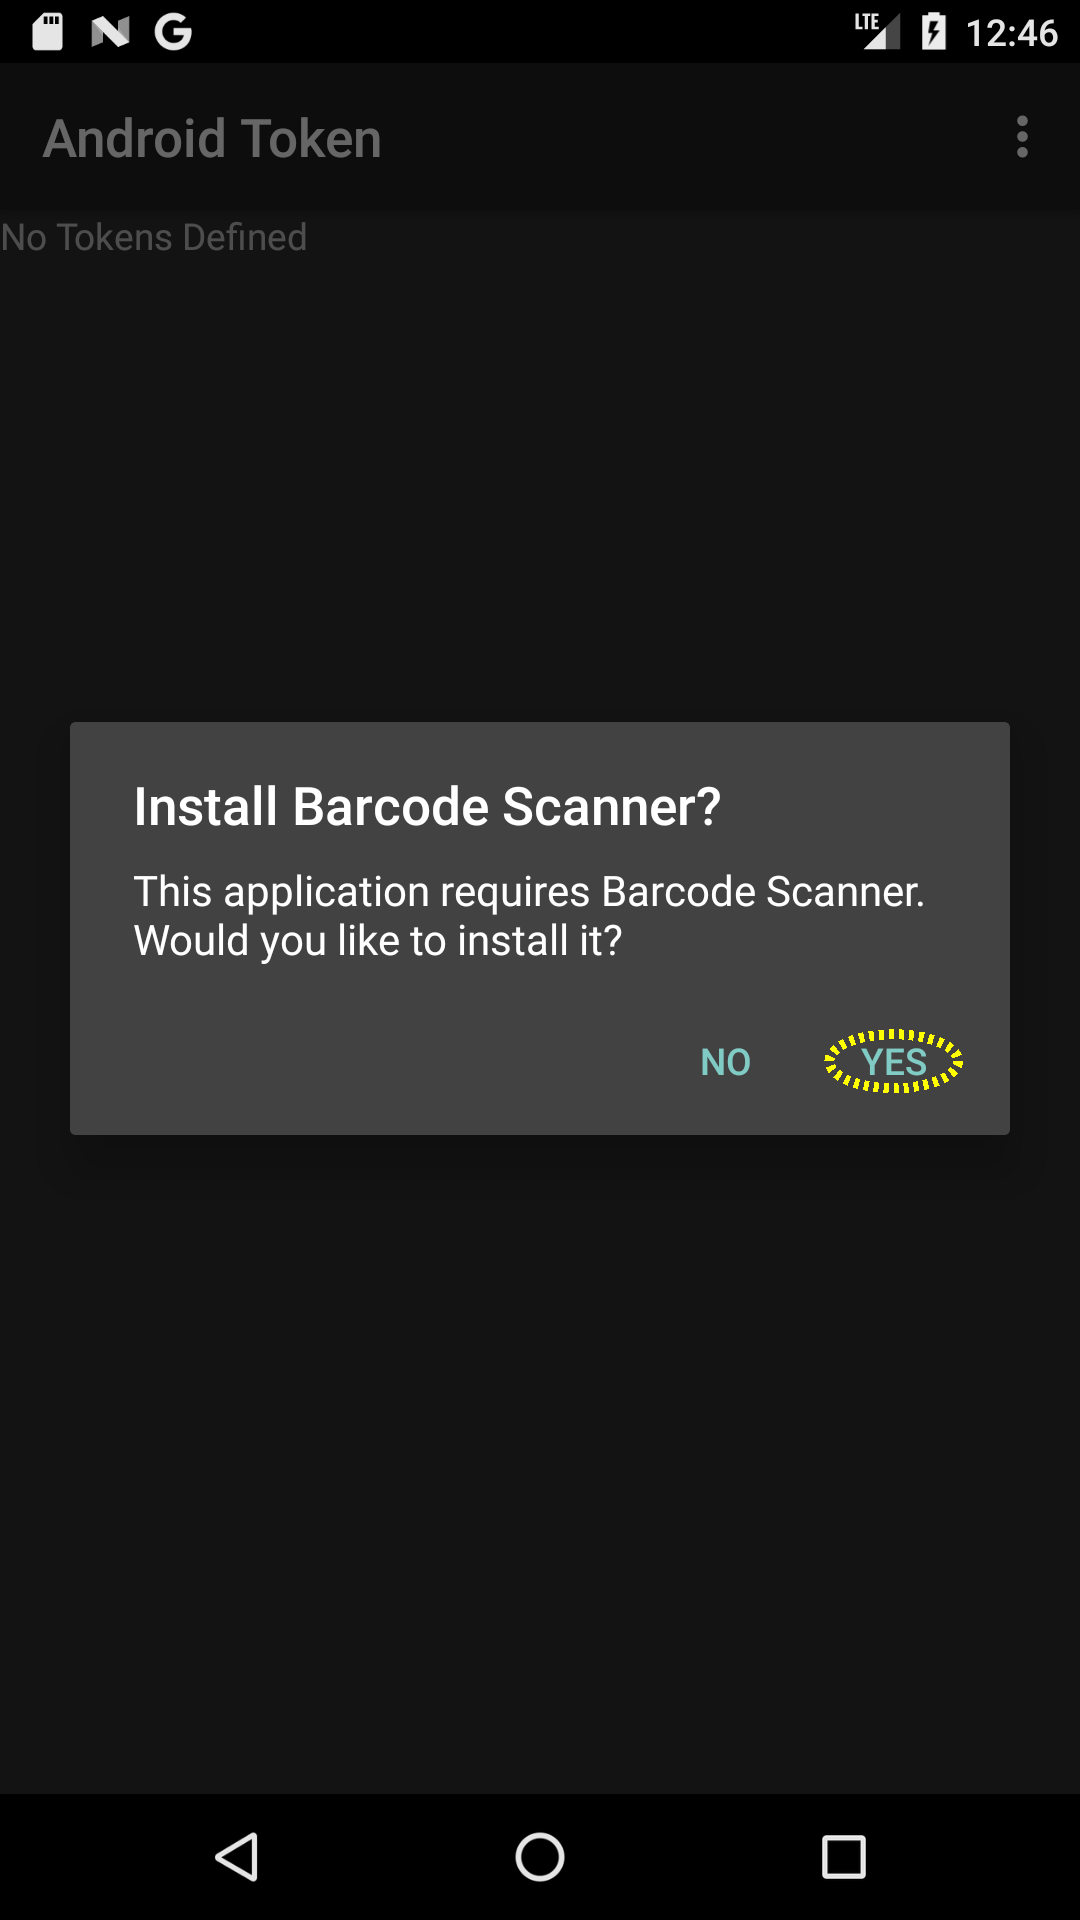 LTE 12:46
Android Token
No Tokens Defined
Install Barcode Scanner?
This application requires Barcode Scanner.
Would you like to install it?
NO YES